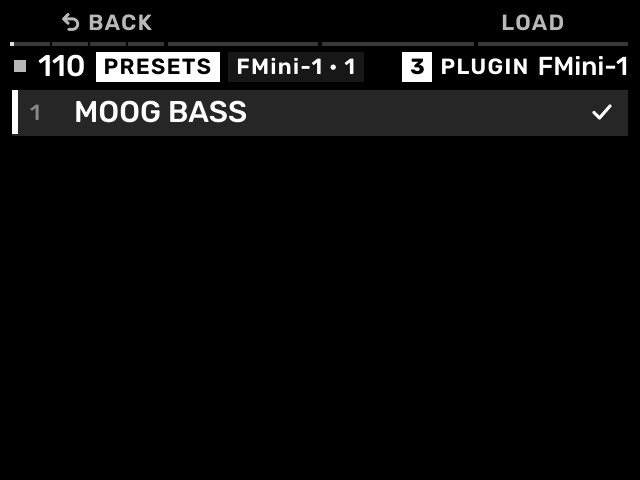 BACK LOAD
110 PRESETS FMini-1 • 1 3 PLUGIN FMini-1
1 MOOG BASS